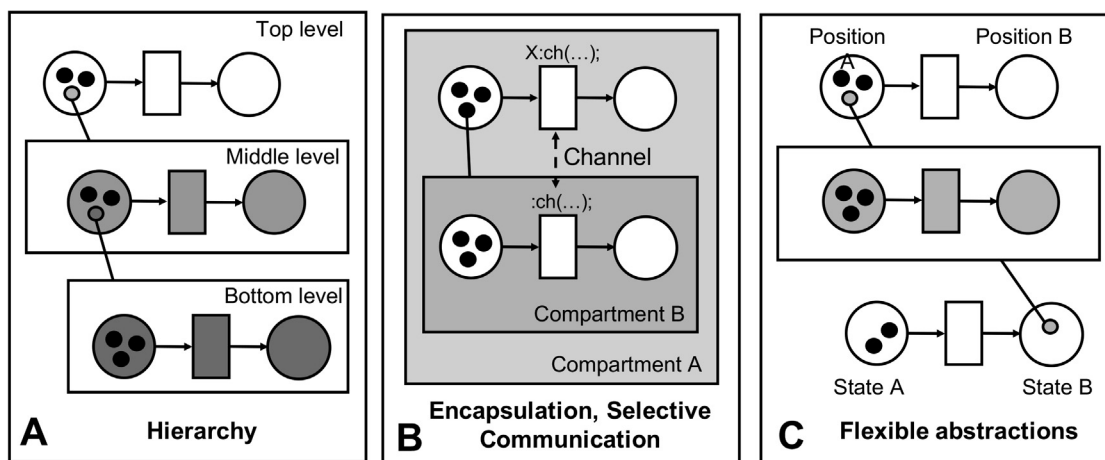 Top level
Middle level
Bottom level
A
Hierarchy
X:ch(…);
Channel
:ch(…);
Compartment B
Compartment A
B
Encapsulation, Selective
Communication
Position
A
Position B
State A
State B
C
Flexible abstractions